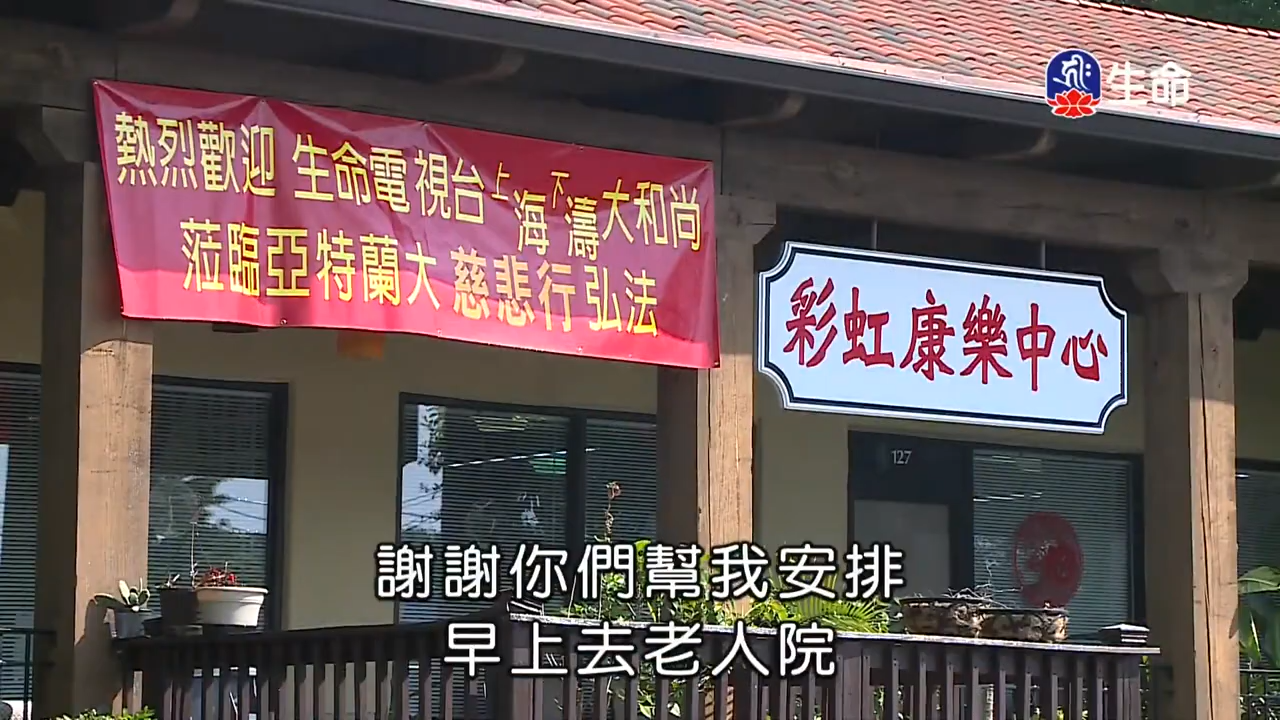 生命
熱烈歡迎 生命電視台上海下濤大和尚
蒞臨亞特蘭大慈悲行弘法
彩虹康樂中心
127
謝謝你們幫我安排
早上去老人院